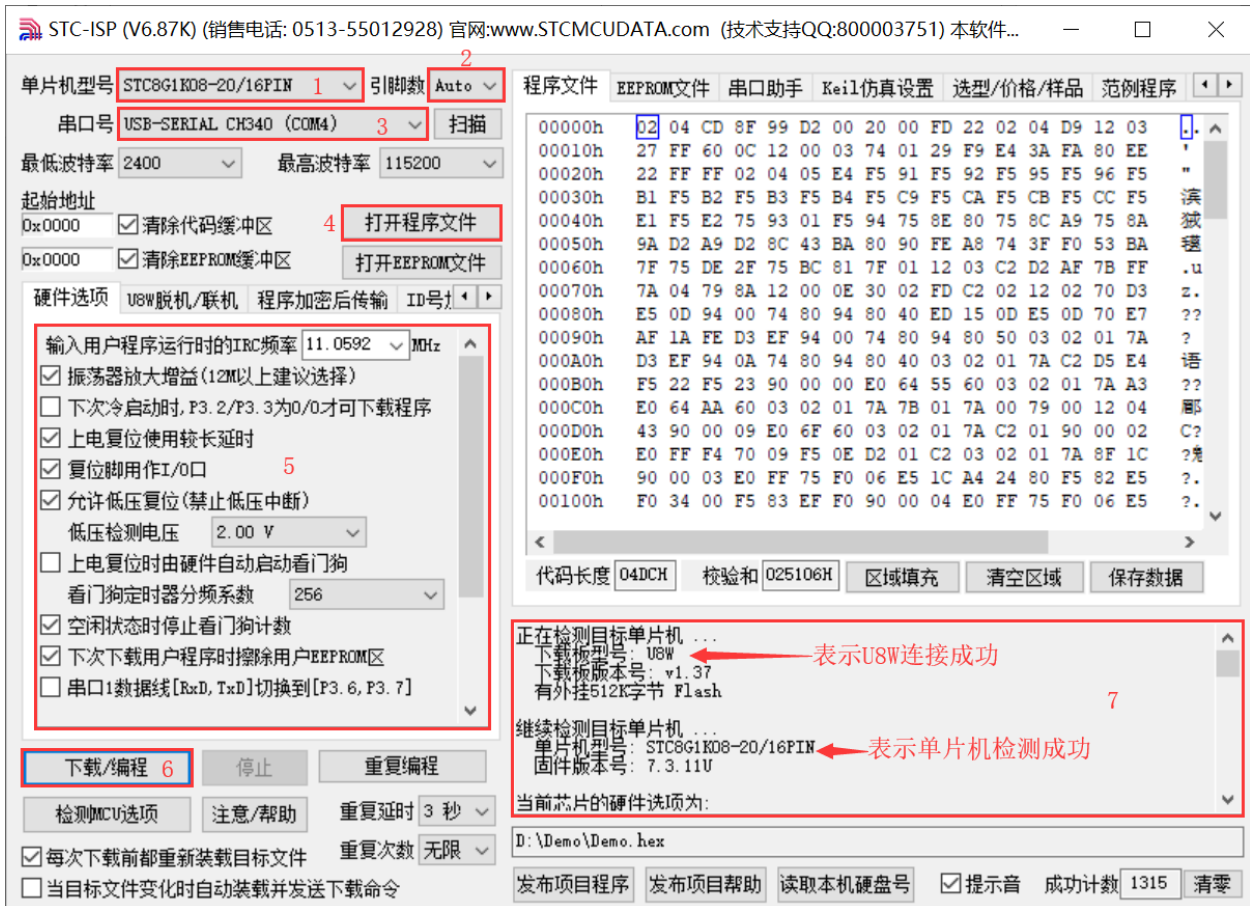 STC-ISP (V6.87K) (销售电话: 0513-55012928) 官网:www.STCMCUDATA.com (技术支持QQ:800003751) 本软件...
单片机型号 STC8G1K08-20/16PIN 1 引脚数 Auto 2
串口号 USB-SERIAL CH340 (COM4) 3 扫描
最低波特率 2400 最高波特率 115200
起始地址
0x0000 清除代码缓冲区 4 打开程序文件
0x0000 清除EEPROM缓冲区 打开EEPROM文件
硬件选项 U8W脱机/联机 程序加密后传输 ID号
输入用户程序运行时的IRC频率 11.0592 MHz
振荡器放大增益(12M以上建议选择)
下次冷启动时,P3.2/P3.3为0/0才可下载程序
上电复位使用较长延时
复位脚用作I/O口 5
允许低压复位(禁止低压中断)
低压检测电压 2.00 V
上电复位时由硬件自动启动看门狗
看门狗定时器分频系数 256
空闲状态时停止看门狗计数
下次下载用户程序时擦除用户EEPROM区
串口1数据线[RxD,TxD]切换到[P3.6,P3.7]
下载/编程 6 停止 重复编程
检测MCU选项 注意/帮助 重复延时 3 秒
每次下载前都重新装载目标文件 重复次数 无限
当目标文件变化时自动装载并发送下载命令
程序文件 EEPROM文件 串口助手 Keil仿真设置 选型/价格/样品 范例程序
00000h 02 04 CD 8F 99 D2 00 20 00 FD 22 02 04 D9 12 03 ..
00010h 27 FF 60 0C 12 00 03 74 01 29 F9 E4 3A FA 80 EE '
00020h 22 FF FF 02 04 05 E4 F5 91 F5 92 F5 95 F5 96 F5 "
00030h B1 F5 B2 F5 B3 F5 B4 F5 C9 F5 CA F5 CB F5 CC F5 滨
00040h E1 F5 E2 75 93 01 F5 94 75 8E 80 75 8C A9 75 8A
00050h 9A D2 A9 D2 8C 43 BA 80 90 FE A8 74 3F F0 53 BA
00060h 7F 75 DE 2F 75 BC 81 7F 01 12 03 C2 D2 AF 7B FF .u
00070h 7A 04 79 8A 12 00 0E 30 02 FD C2 02 12 02 70 D3 z.
00080h E5 0D 94 00 74 80 94 80 40 ED 15 0D E5 0D 70 E7 ??
00090h AF 1A FE D3 EF 94 00 74 80 94 80 50 03 02 01 7A ?
000A0h D3 EF 94 0A 74 80 94 80 40 03 02 01 7A C2 D5 E4 语
000B0h F5 22 F5 23 90 00 00 E0 64 55 60 03 02 01 7A A3 ??
000C0h E0 64 AA 60 03 02 01 7A 7B 01 7A 00 79 00 12 04 郿
000D0h 43 90 00 09 E0 6F 60 03 02 01 7A C2 01 90 00 02 C?
000E0h E0 FF F4 70 09 F5 0E D2 01 C2 03 02 01 7A 8F 1C ?
000F0h 90 00 03 E0 FF 75 F0 06 E5 1C A4 24 80 F5 82 E5 ?.
00100h F0 34 00 F5 83 EF F0 90 00 04 E0 FF 75 F0 06 E5 ?.
代码长度 04DCH 校验和 025106H 区域填充 清空区域 保存数据
正在检测目标单片机 ...
下载板型号: U8W 表示U8W连接成功
下载板版本号: v1.37
有外挂512K字节 Flash 7
继续检测目标单片机 ...
单片机型号: STC8G1K08-20/16PIN 表示单片机检测成功
固件版本号: 7.3.11U
当前芯片的硬件选项为:
D:\Demo\Demo.hex
发布项目程序 发布项目帮助 读取本机硬盘号 提示音 成功计数 1315 清零